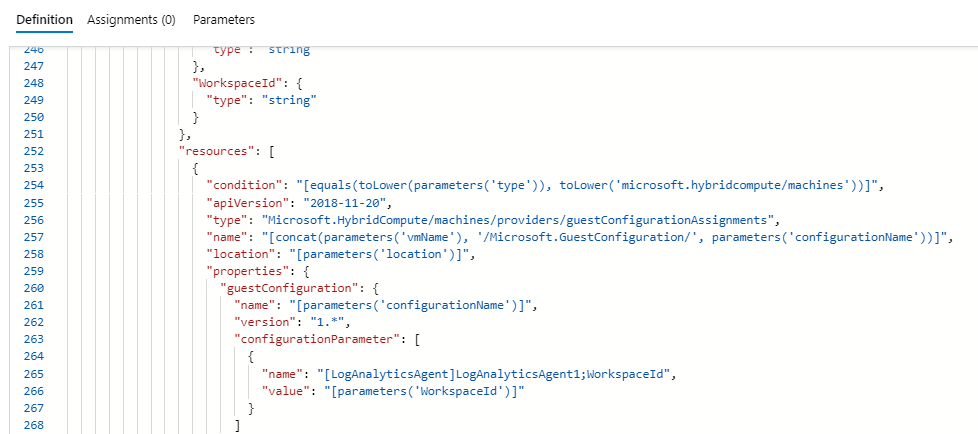 Definition Assignments (0) Parameters
246 "type": "string"
247 },
248 "WorkspaceId": {
249 "type": "string"
250 }
251 },
252 "resources": [
253 {
254 "condition": "[equals(toLower(parameters('type')), toLower('microsoft.hybridcompute/machines'))]",
255 "apiVersion": "2018-11-20",
256 "type": "Microsoft.HybridCompute/machines/providers/guestConfigurationAssignments",
257 "name": "[concat(parameters('vmName'), '/Microsoft.GuestConfiguration/', parameters('configurationName'))]",
258 "location": "[parameters('location')]",
259 "properties": {
260 "guestConfiguration": {
261 "name": "[parameters('configurationName')]",
262 "version": "1.*",
263 "configurationParameter": [
264 {
265 "name": "[LogAnalyticsAgent]LogAnalyticsAgent1;WorkspaceId",
266 "value": "[parameters('WorkspaceId')]"
267 }
268 ]